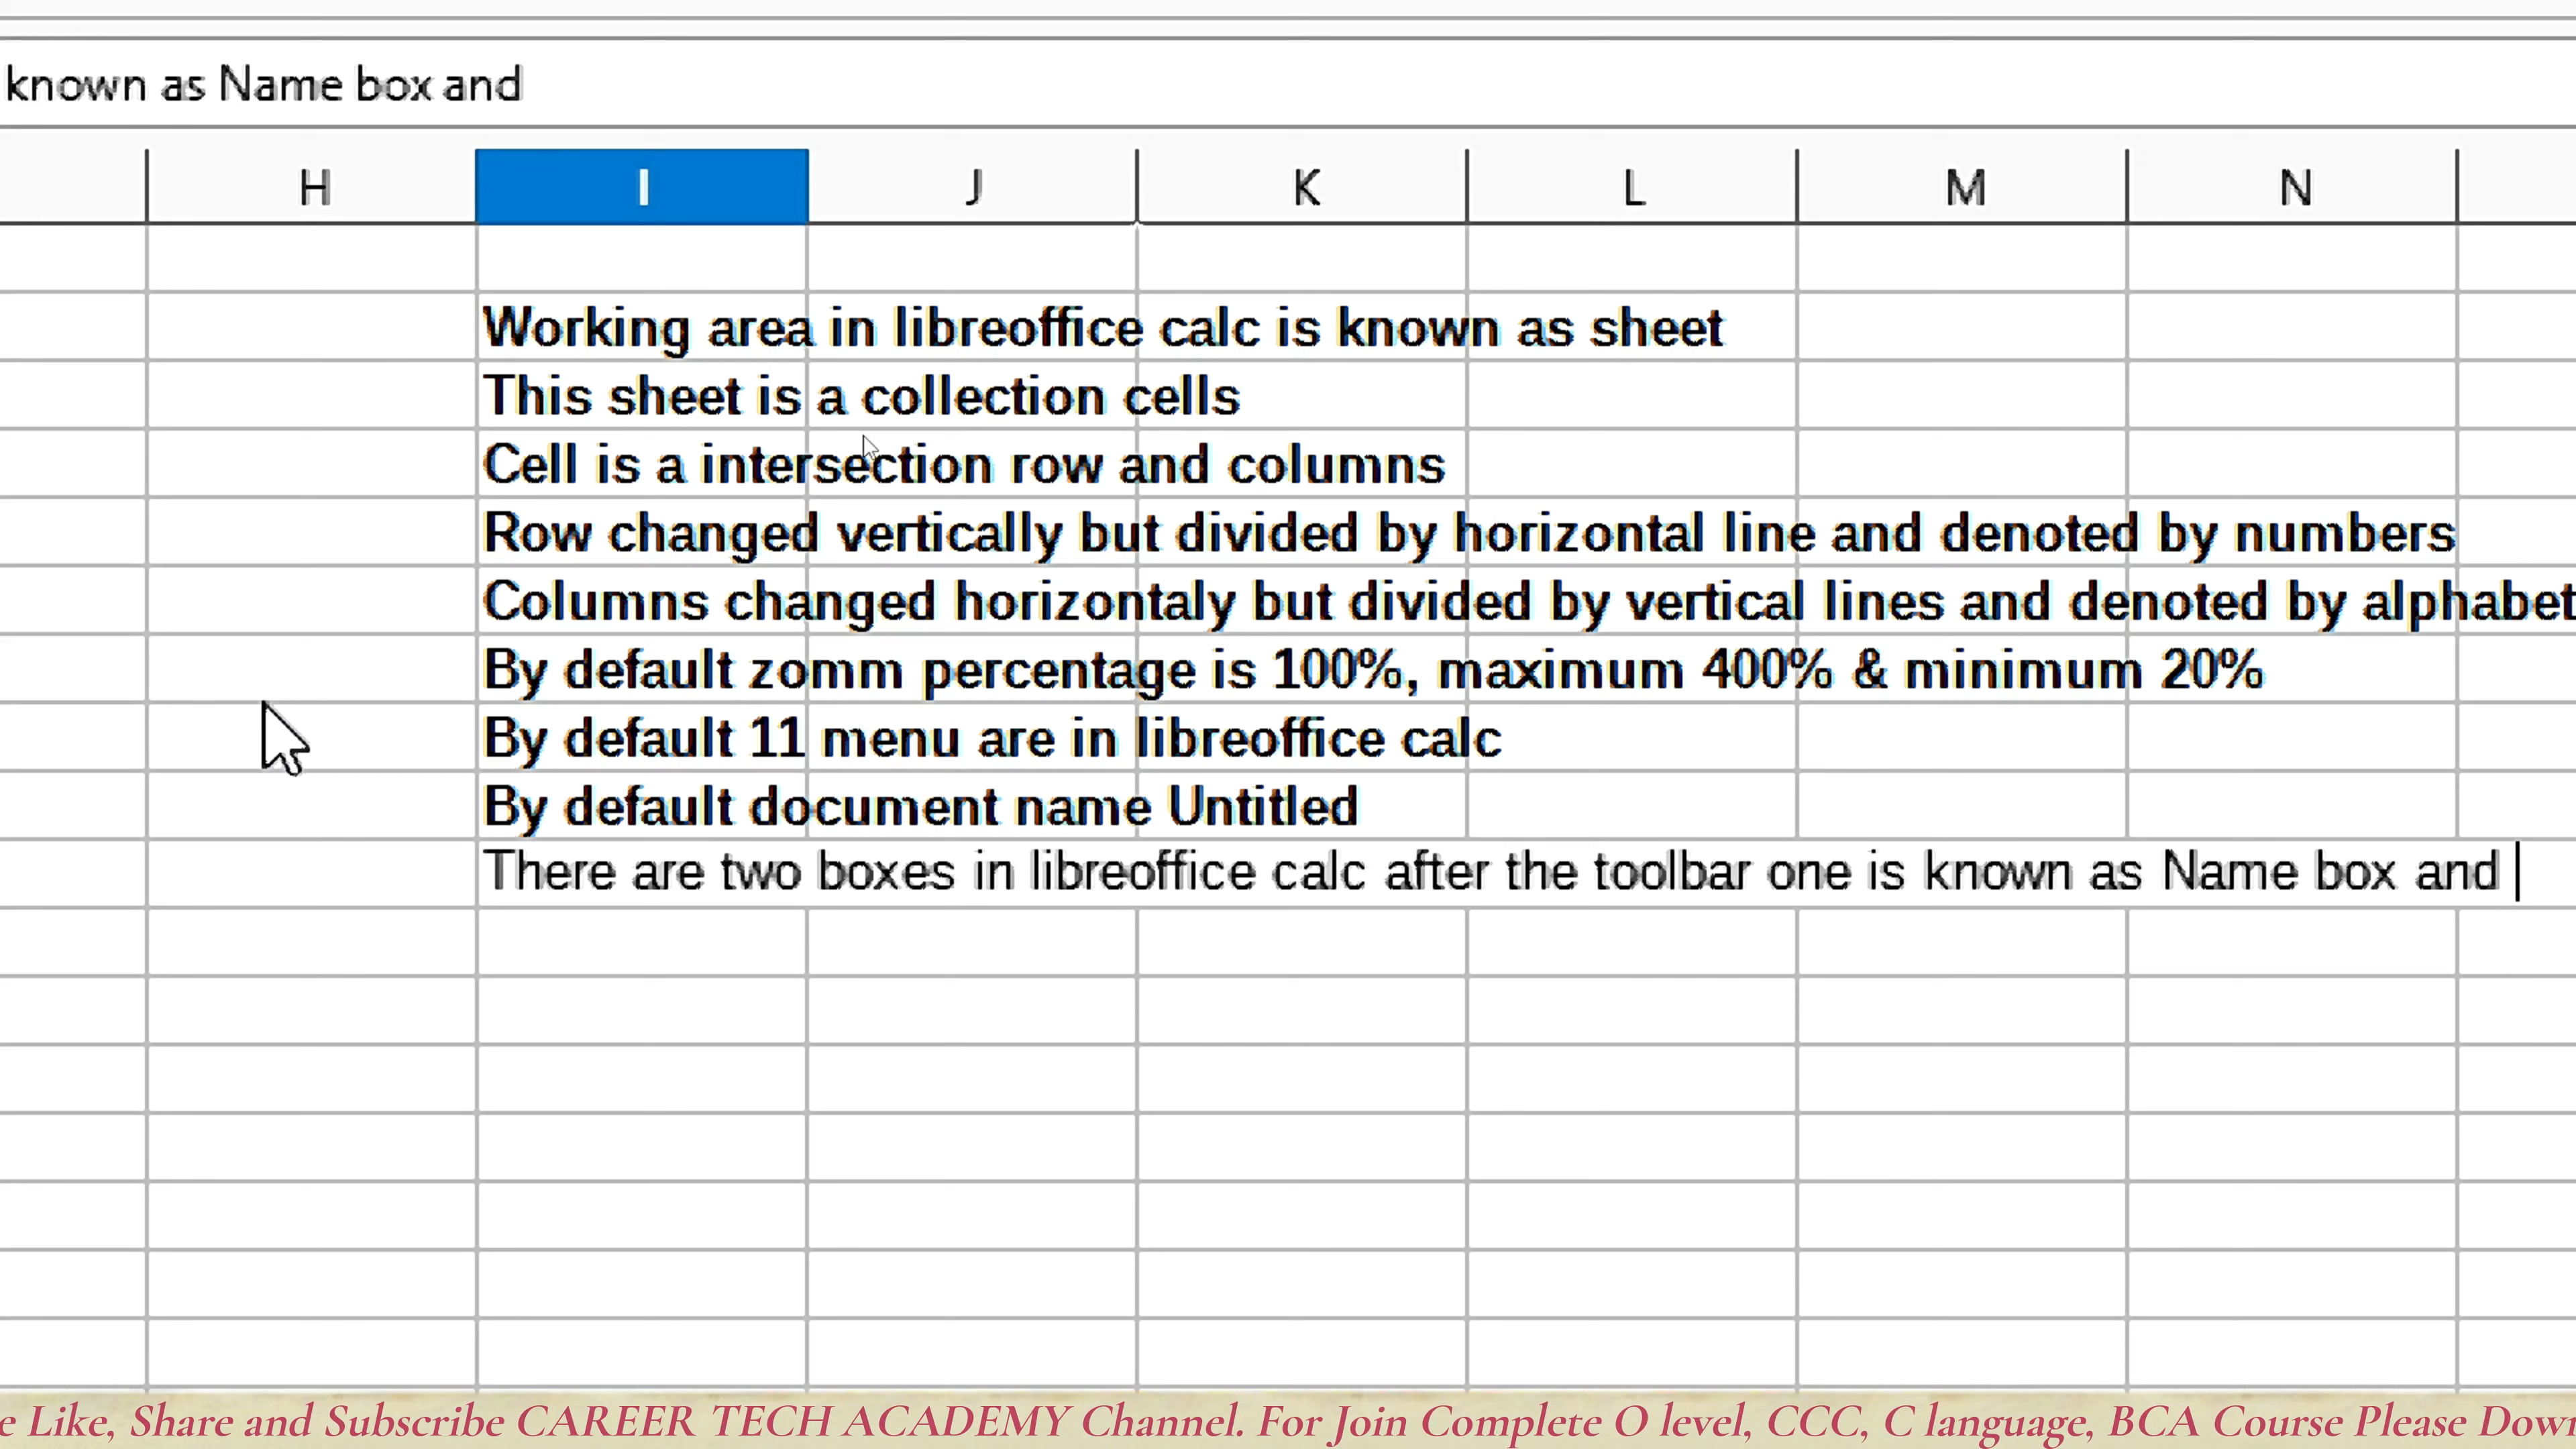 known as Name box and
H I J K L M N
Working area in libreoffice calc is known as sheet
This sheet is a collection cells
Cell is a intersection row and columns
Row changed vertically but divided by horizontal line and denoted by numbers
Columns changed horizontaly but divided by vertical lines and denoted by alphabet
By default zomm percentage is 100%, maximum 400% & minimum 20%
By default 11 menu are in libreoffice calc
By default document name Untitled
There are two boxes in libreoffice calc after the toolbar one is known as Name box and
e Like, Share and Subscribe CAREER TECH ACADEMY Channel. For Join Complete O level, CCC, C language, BCA Course Please Dow